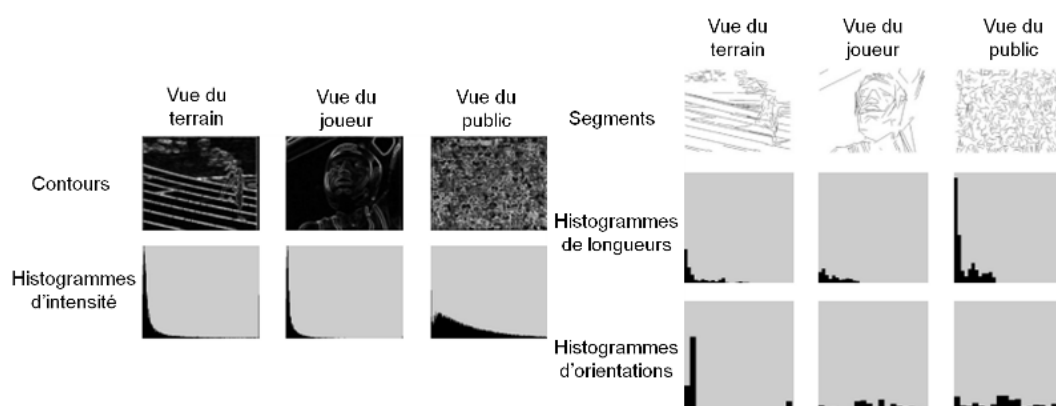 Vue du
terrain
Vue du
joueur
Vue du
public
Contours
Histogrammes
d'intensité
Vue du
terrain
Vue du
joueur
Vue du
public
Segments
Histogrammes
de longueurs
Histogrammes
d'orientations